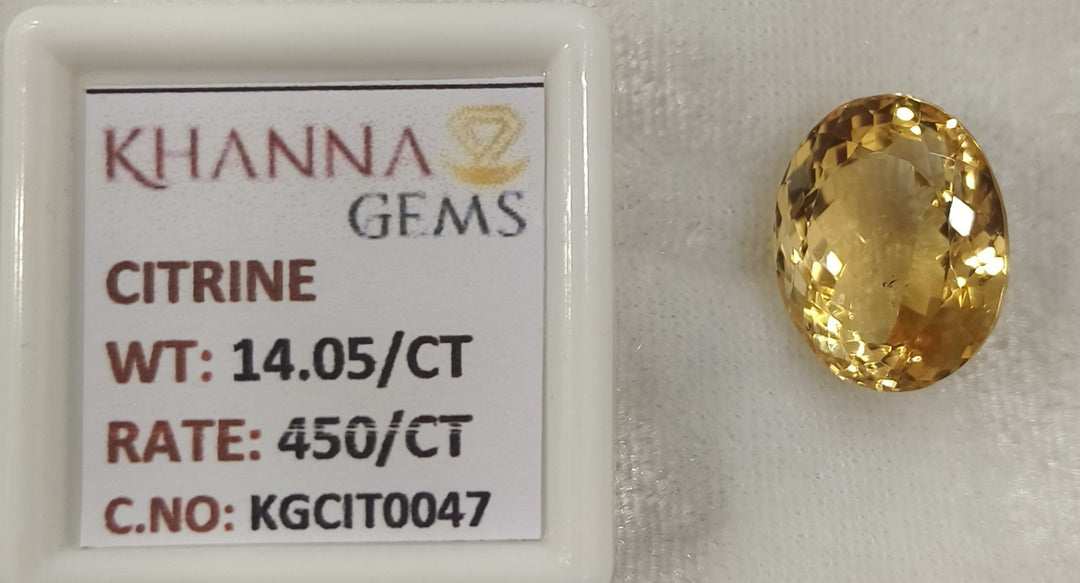 KHANNA
GEMS
CITRINE
WT: 14.05/CT
RATE: 450/CT
C.NO: KGCIT0047